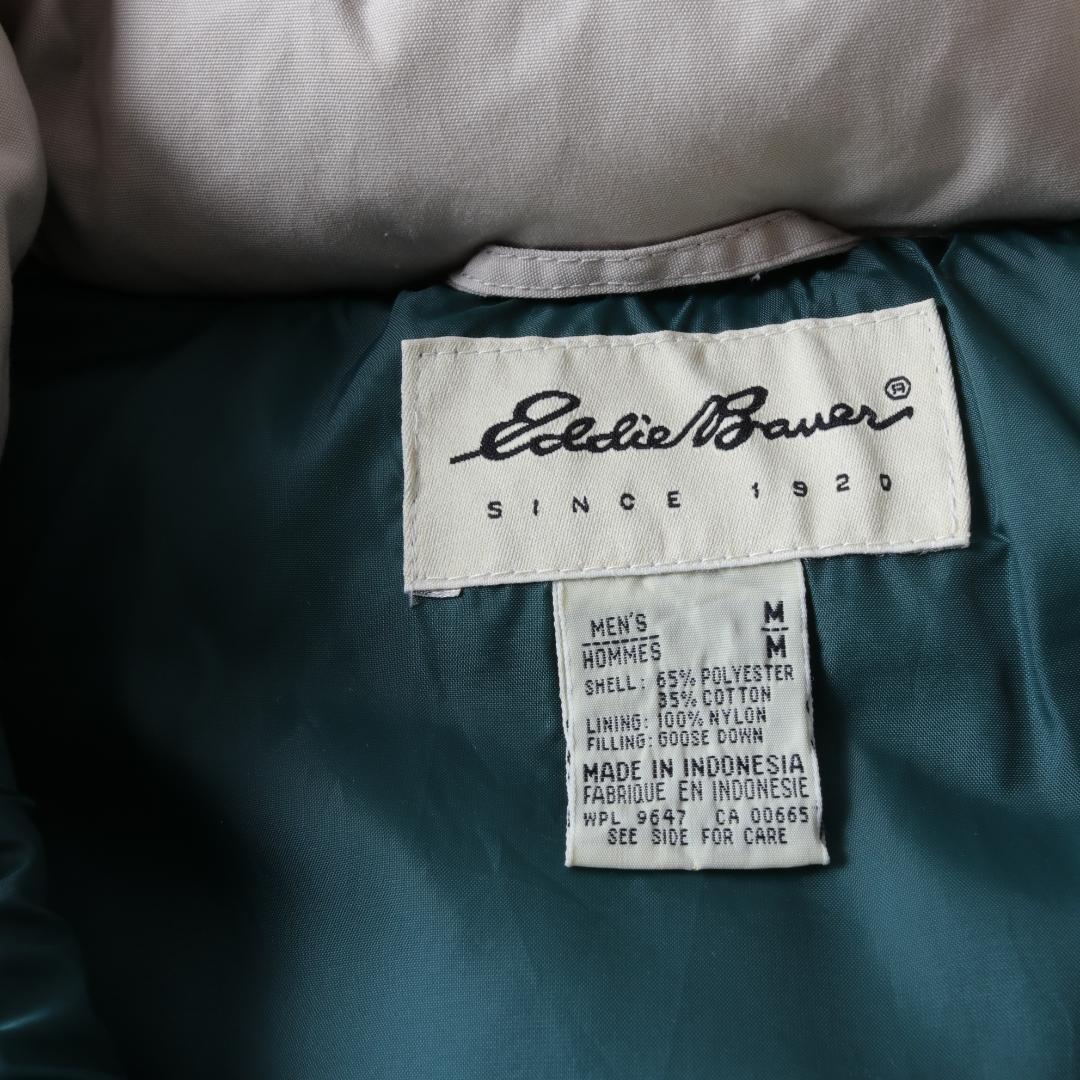 Eddie Bauer®
SINCE 1920
MEN'S M
HOMMES M
SHELL: 65% POLYESTER
35% COTTON
LINING: 100% NYLON
FILLING: GOOSE DOWN
MADE IN INDONESIA
FABRIQUE EN INDONESIE
WPL 9647 CA 00665
SEE SIDE FOR CARE